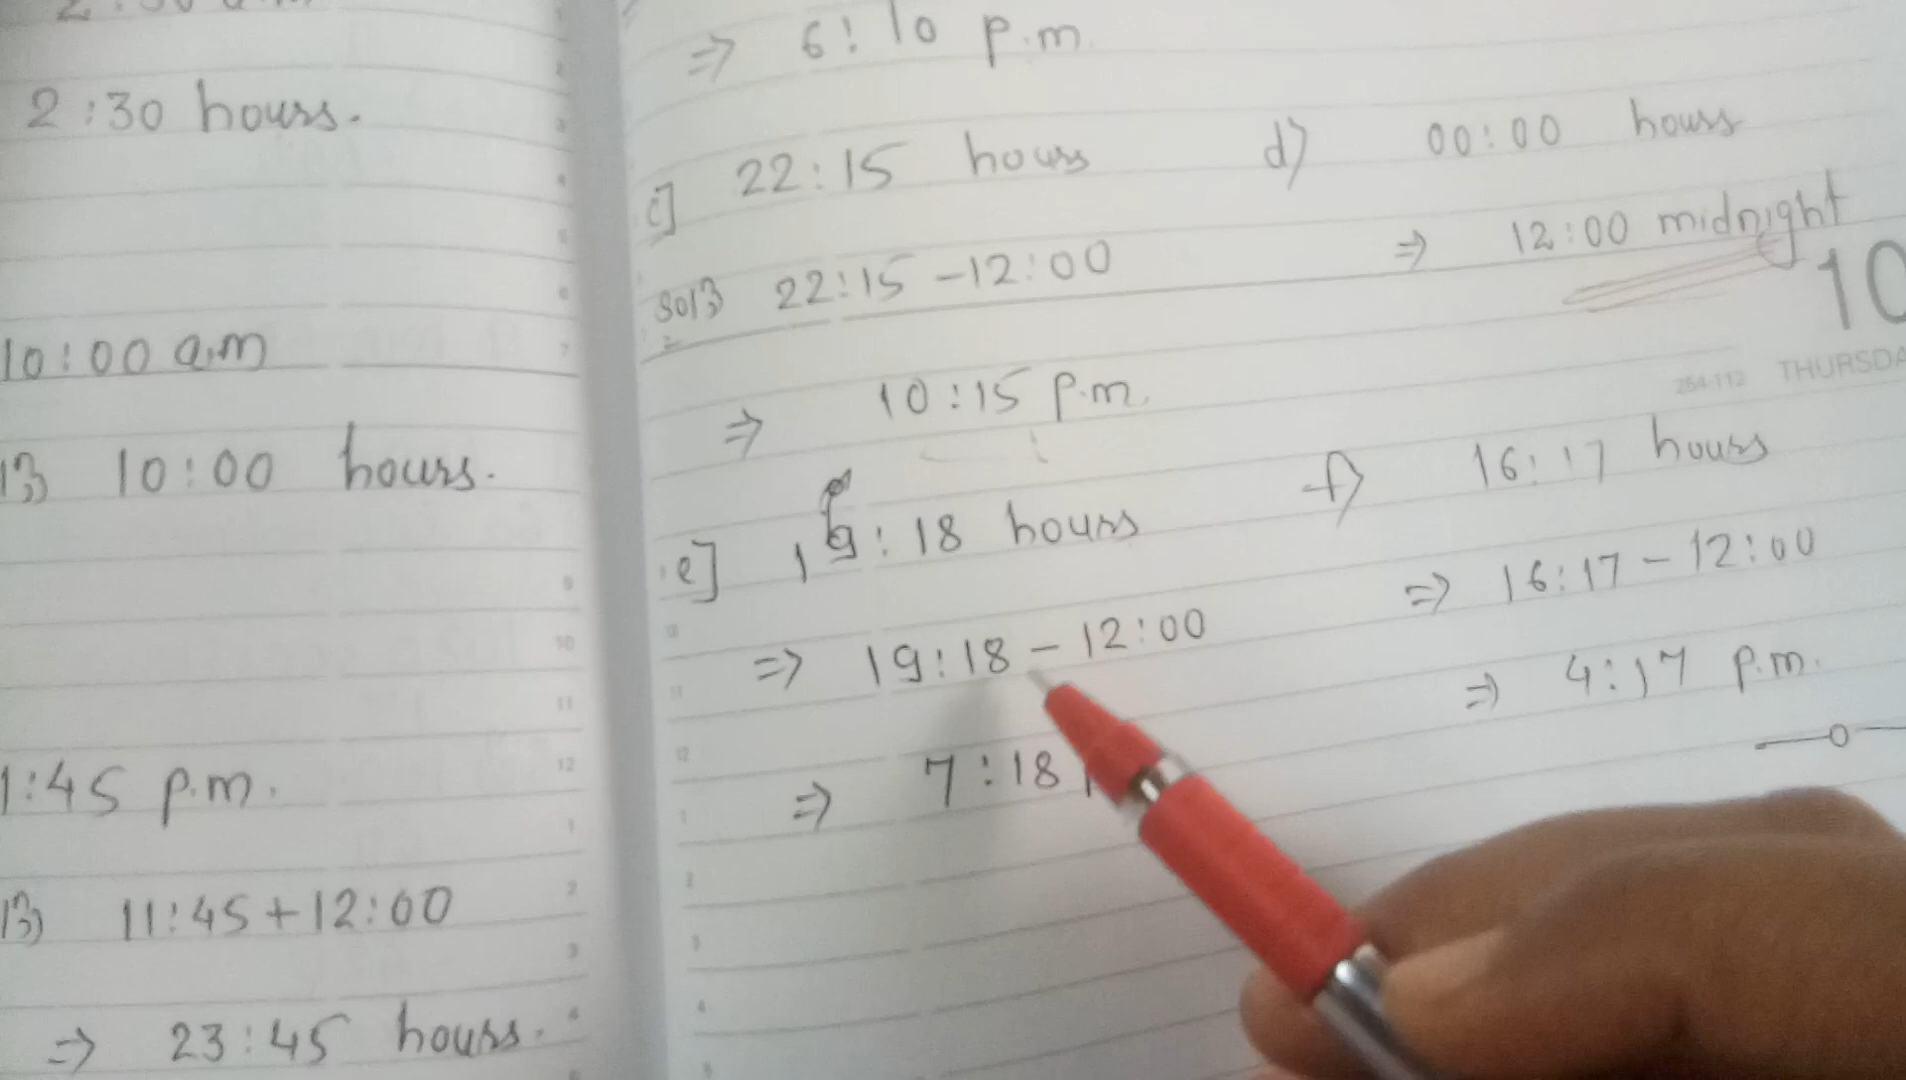 2:30 hours.
10:00 a.m
10:00 hours.
1:45 p.m.
11:45+12:00
⇒ 23:45 hours.
⇒ 6:10 p.m.
c] 22:15 hours
22:15 -12:00
⇒ 10:15 p.m.
e] 19:18 hours
⇒ 19:18 - 12:00
⇒ 7:18
d) 00:00 hours
⇒ 12:00 midnight
10
254-112 THURSDA
f) 16:17 hours
⇒ 16:17 - 12:00
⇒ 4:17 p.m.